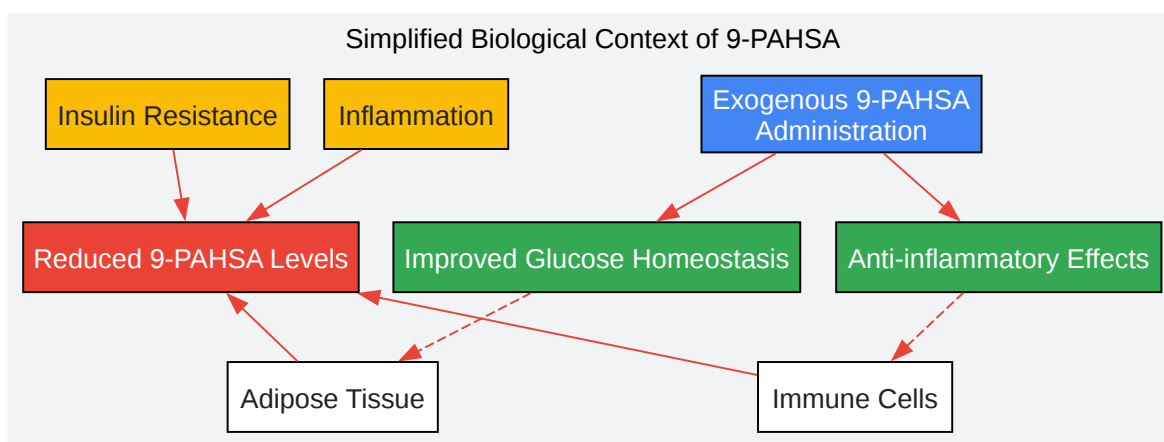 Simplified Biological Context of 9-PAHSA
Insulin Resistance
Inflammation
Exogenous 9-PAHSA
Administration
Reduced 9-PAHSA Levels
Improved Glucose Homeostasis
Anti-inflammatory Effects
Adipose Tissue
Immune Cells